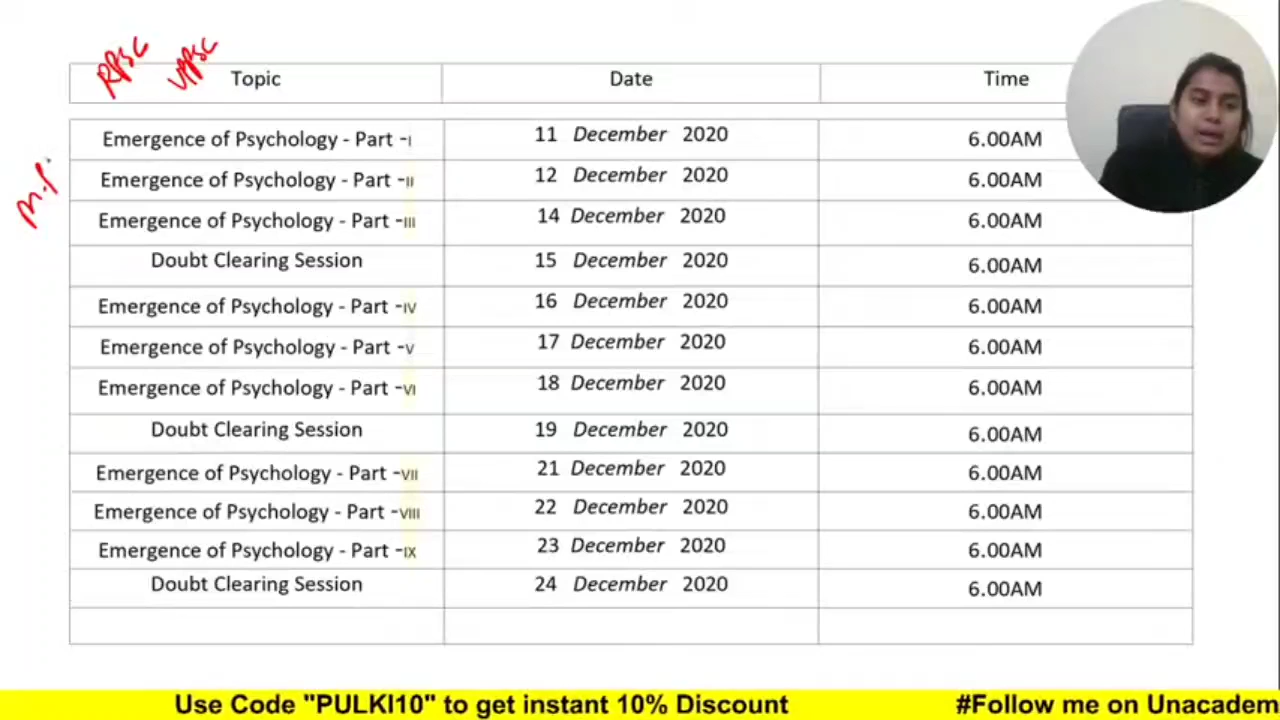 RPSC UPPSC
Topic Date Time
Emergence of Psychology - Part -I 11 December 2020 6.00AM
M.P.
Emergence of Psychology - Part -II 12 December 2020 6.00AM
Emergence of Psychology - Part -III 14 December 2020 6.00AM
Doubt Clearing Session 15 December 2020 6.00AM
Emergence of Psychology - Part -IV 16 December 2020 6.00AM
Emergence of Psychology - Part -V 17 December 2020 6.00AM
Emergence of Psychology - Part -VI 18 December 2020 6.00AM
Doubt Clearing Session 19 December 2020 6.00AM
Emergence of Psychology - Part -VII 21 December 2020 6.00AM
Emergence of Psychology - Part -VIII 22 December 2020 6.00AM
Emergence of Psychology - Part -IX 23 December 2020 6.00AM
Doubt Clearing Session 24 December 2020 6.00AM
Use Code "PULKI10" to get instant 10% Discount #Follow me on Unacadem